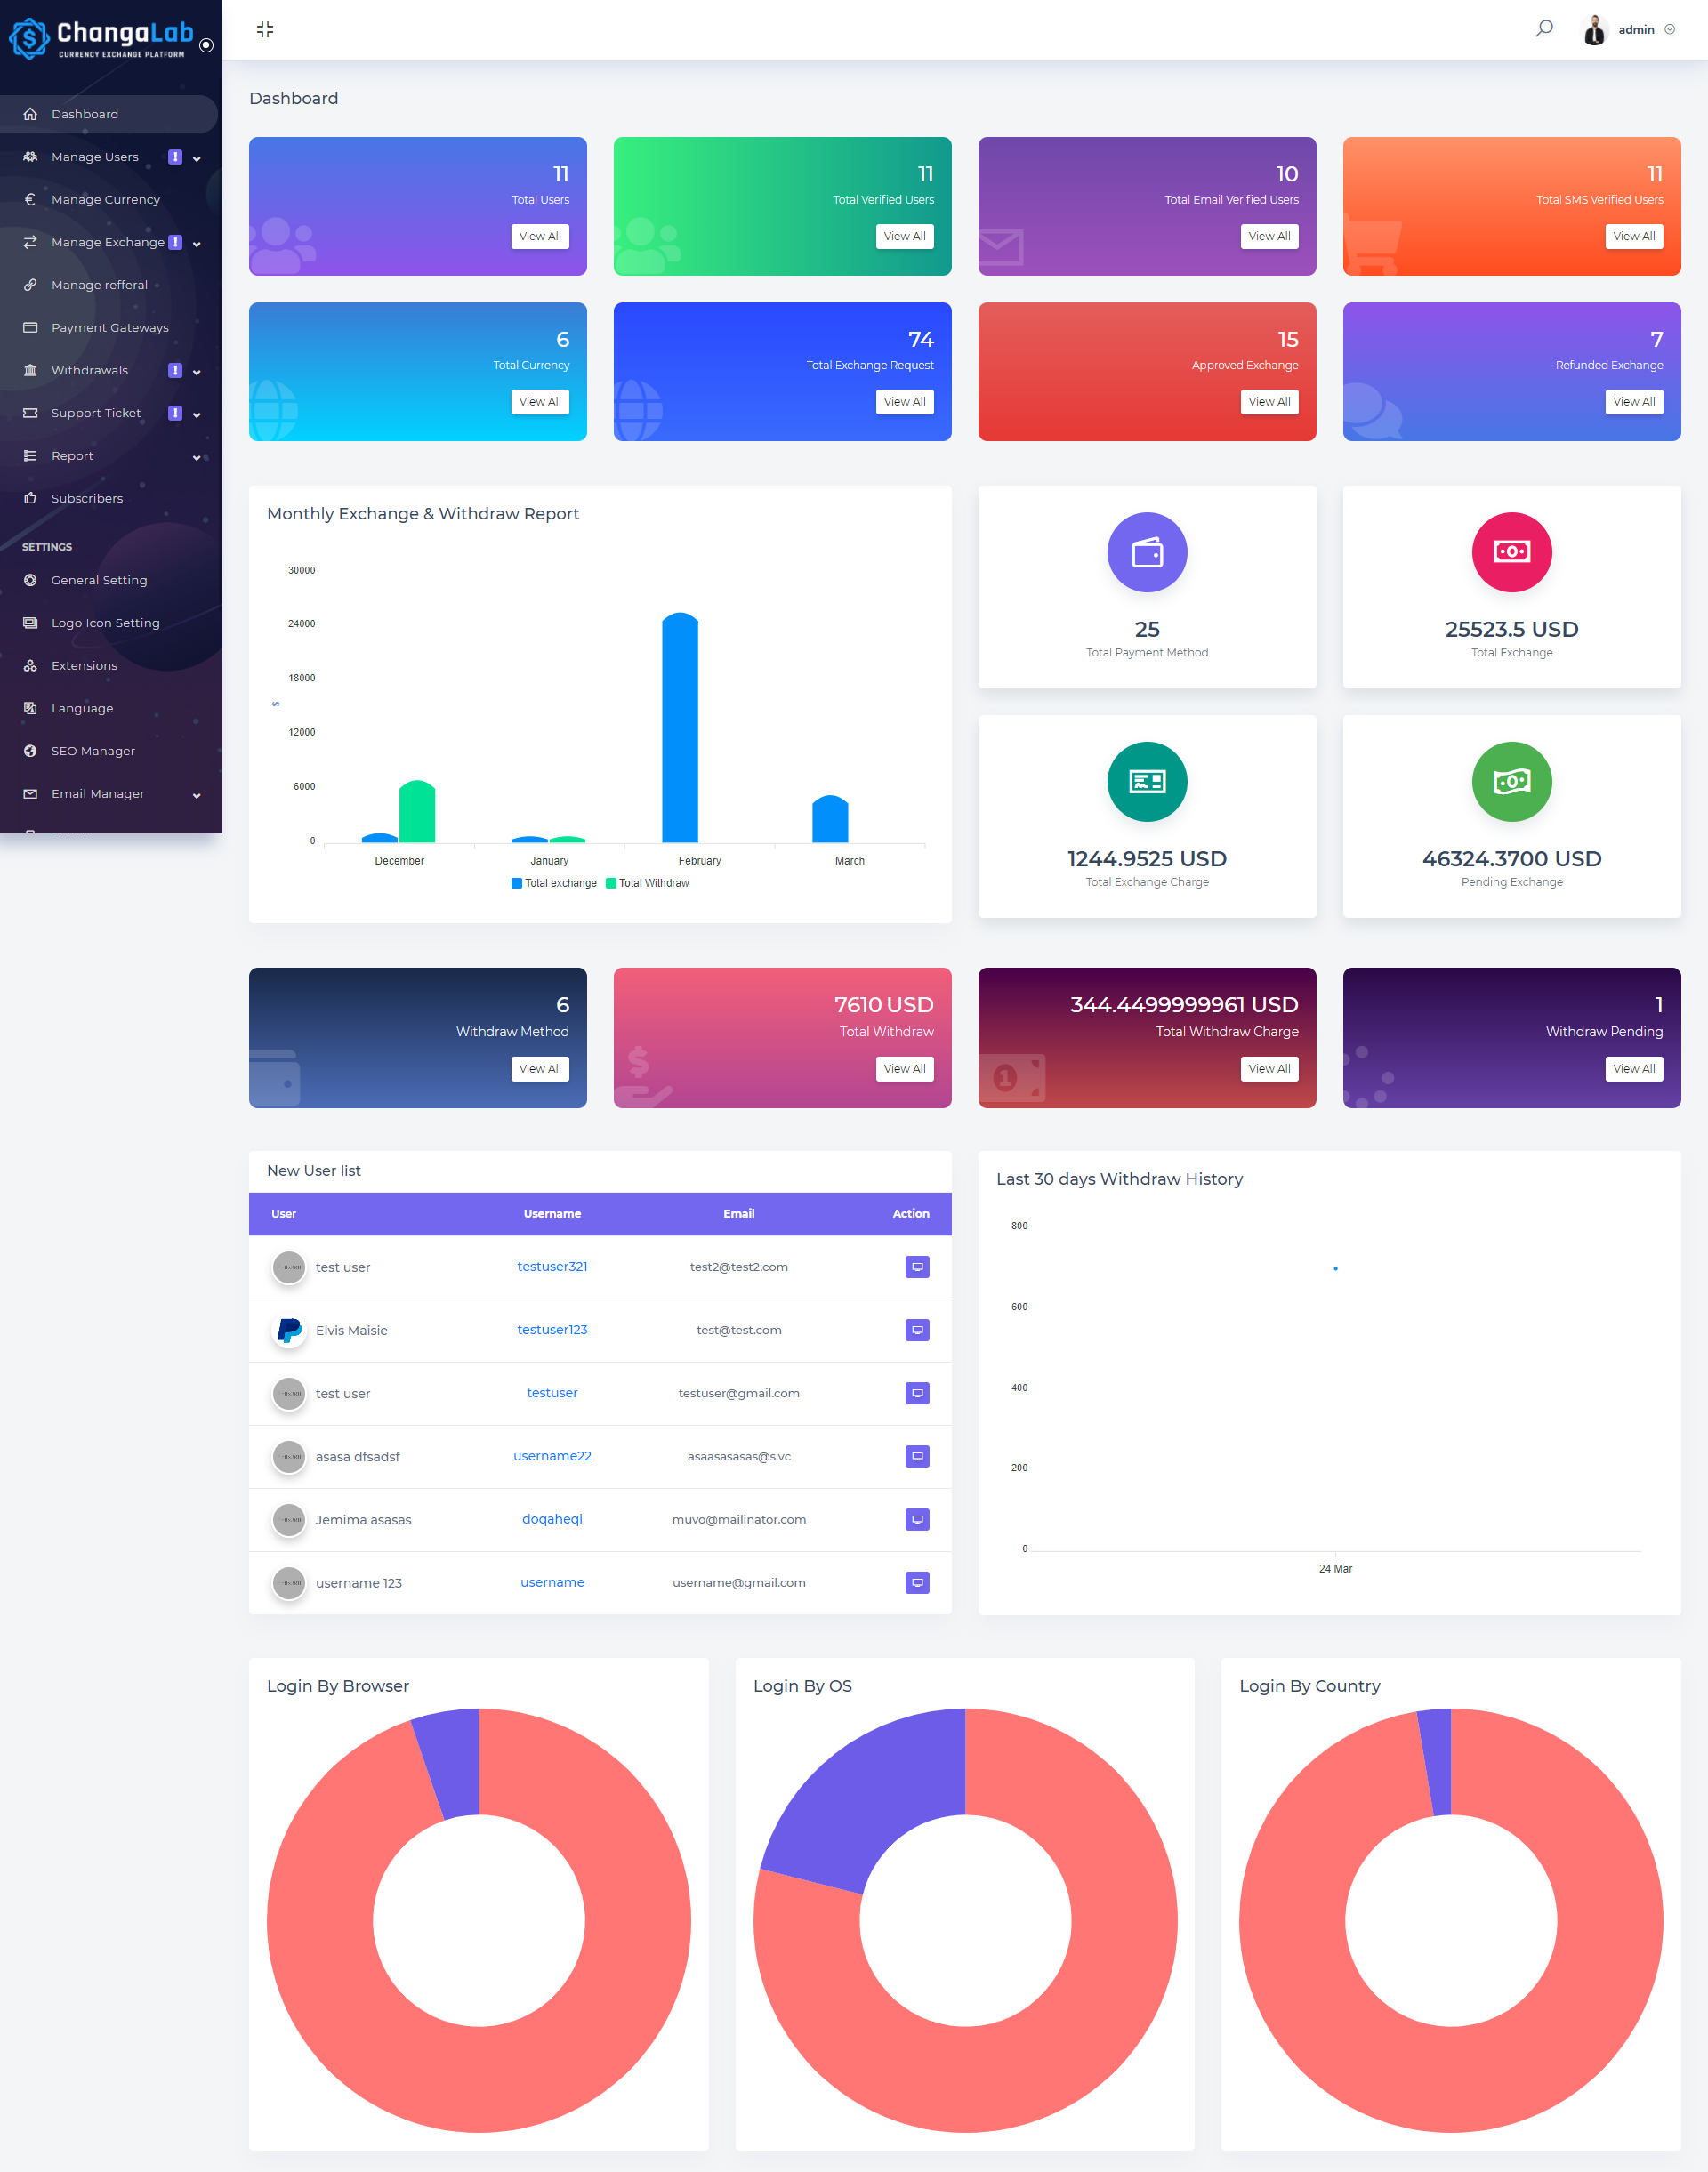 ChangaLab
CURRENCY EXCHANGE PLATFORM
admin
Dashboard
Manage Users
Manage Currency
Manage Exchange
Manage refferal
Payment Gateways
Withdrawals
Support Ticket
Report
Subscribers
SETTINGS
General Setting
Logo Icon Setting
Extensions
Language
SEO Manager
Email Manager
Dashboard
11
Total Users
View All
11
Total Verified Users
View All
10
Total Email Verified Users
View All
11
Total SMS Verified Users
View All
6
Total Currency
View All
74
Total Exchange Request
View All
15
Approved Exchange
View All
7
Refunded Exchange
View All
Monthly Exchange & Withdraw Report
30000
24000
18000
$
12000
6000
0
December January February March
Total exchange Total Withdraw
25
Total Payment Method
25523.5 USD
Total Exchange
1244.9525 USD
Total Exchange Charge
46324.3700 USD
Pending Exchange
6
Withdraw Method
View All
7610 USD
Total Withdraw
View All
344.4499999961 USD
Total Withdraw Charge
View All
1
Withdraw Pending
View All
New User list
User Username Email Action
test user testuser321 test2@test2.com
Elvis Maisie testuser123 test@test.com
test user testuser testuser@gmail.com
asasa dfsadsf username22 asaasasasas@s.vc
Jemima asasas doqaheqi muvo@mailinator.com
username 123 username username@gmail.com
Last 30 days Withdraw History
800
600
400
200
0
24 Mar
Login By Browser
Login By OS
Login By Country